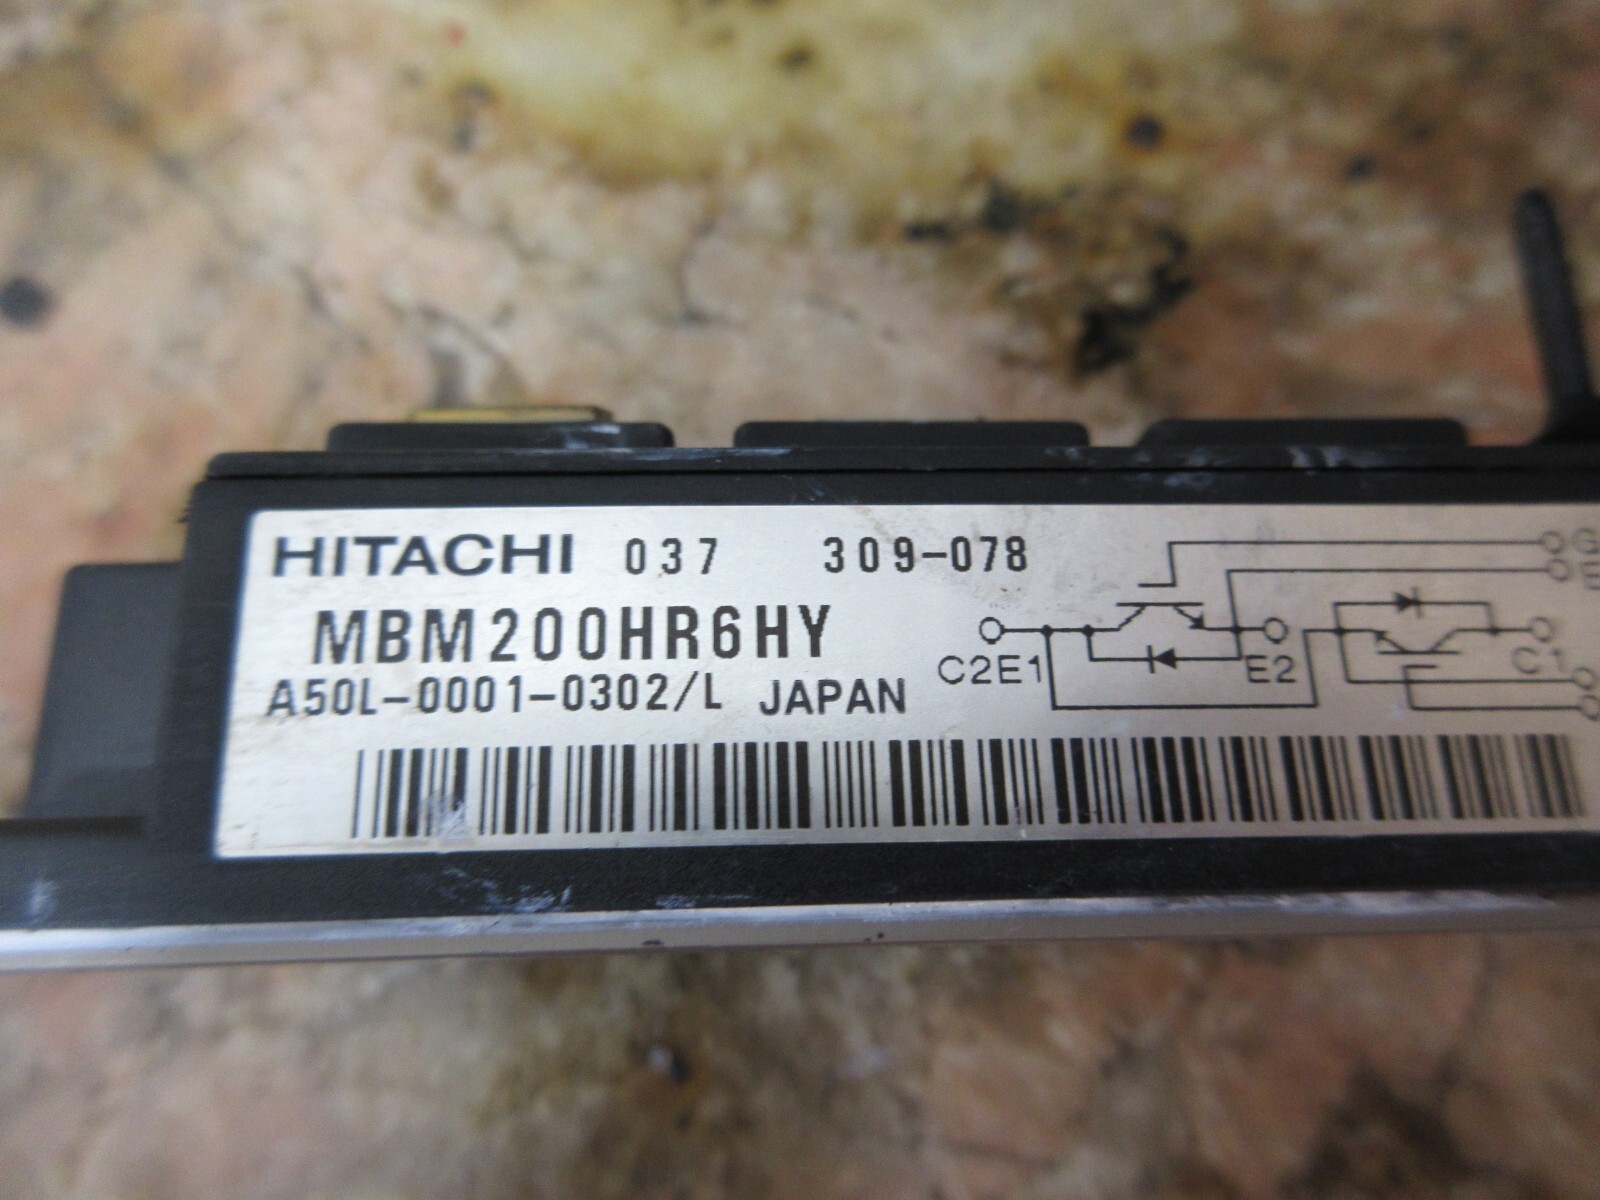 HITACHI 037 309-078
MBM200HR6HY
A50L-0001-0302/L JAPAN
C2E1 E2 C1
G
E